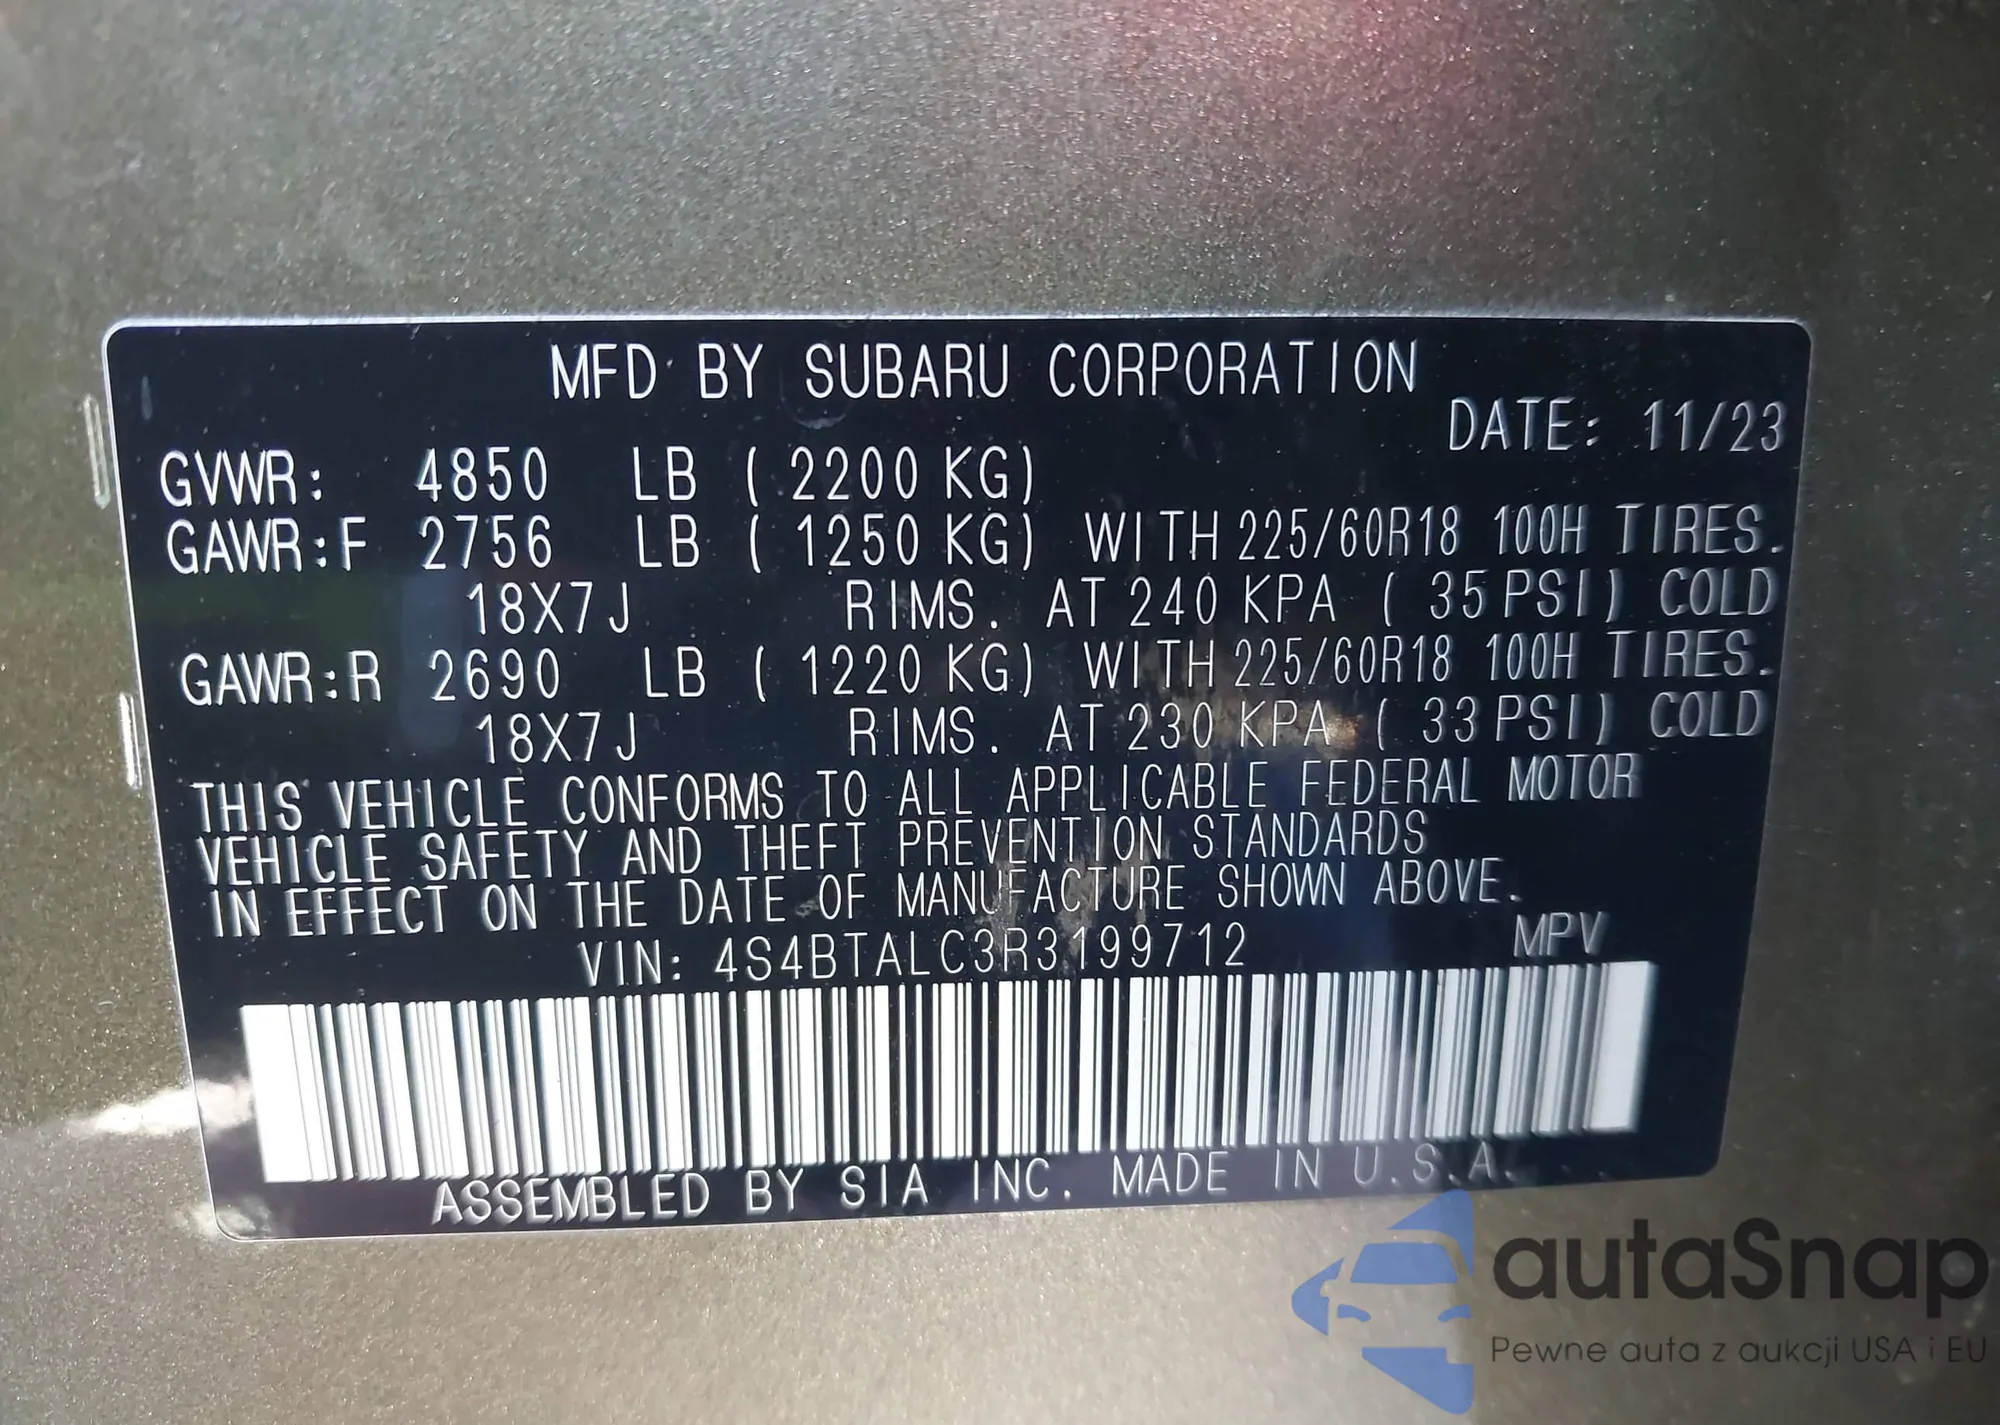 MFD BY SUBARU CORPORATION
DATE: 11/23
GVWR: 4850 LB ( 2200 KG)
GAWR:F 2756 LB ( 1250 KG) WITH 225/60R18 100H TIRES.
18X7J RIMS. AT 240 KPA ( 35 PSI) COLD
GAWR:R 2690 LB ( 1220 KG) WITH 225/60R18 100H TIRES.
18X7J RIMS. AT 230 KPA ( 33 PSI) COLD
THIS VEHICLE CONFORMS TO ALL APPLICABLE FEDERAL MOTOR
VEHICLE SAFETY AND THEFT PREVENTION STANDARDS
IN EFFECT ON THE DATE OF MANUFACTURE SHOWN ABOVE.
VIN: 4S4BTALC3R3199712 MPV
ASSEMBLED BY SIA INC. MADE IN U.S.A.
autaSnap
Pewne auta z aukcji USA i EU